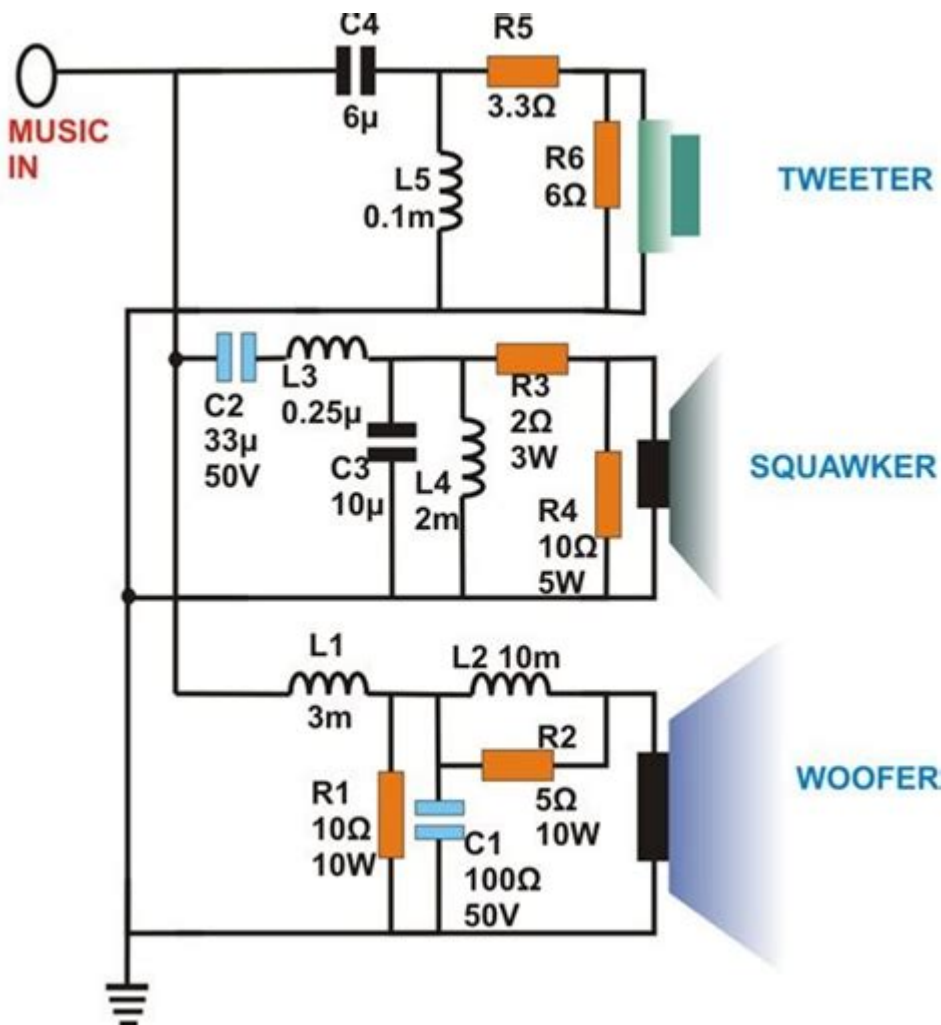 C4
6µ
R5
3.3Ω
MUSIC
IN
L5
0.1m
R6
6Ω
TWEETER
C2
33µ
50V
L3
0.25µ
C3
10µ
L4
2m
R3
2Ω
3W
R4
10Ω
5W
SQUAWKER
L1
3m
L2 10m
R1
10Ω
10W
C1
100Ω
50V
R2
5Ω
10W
WOOFER